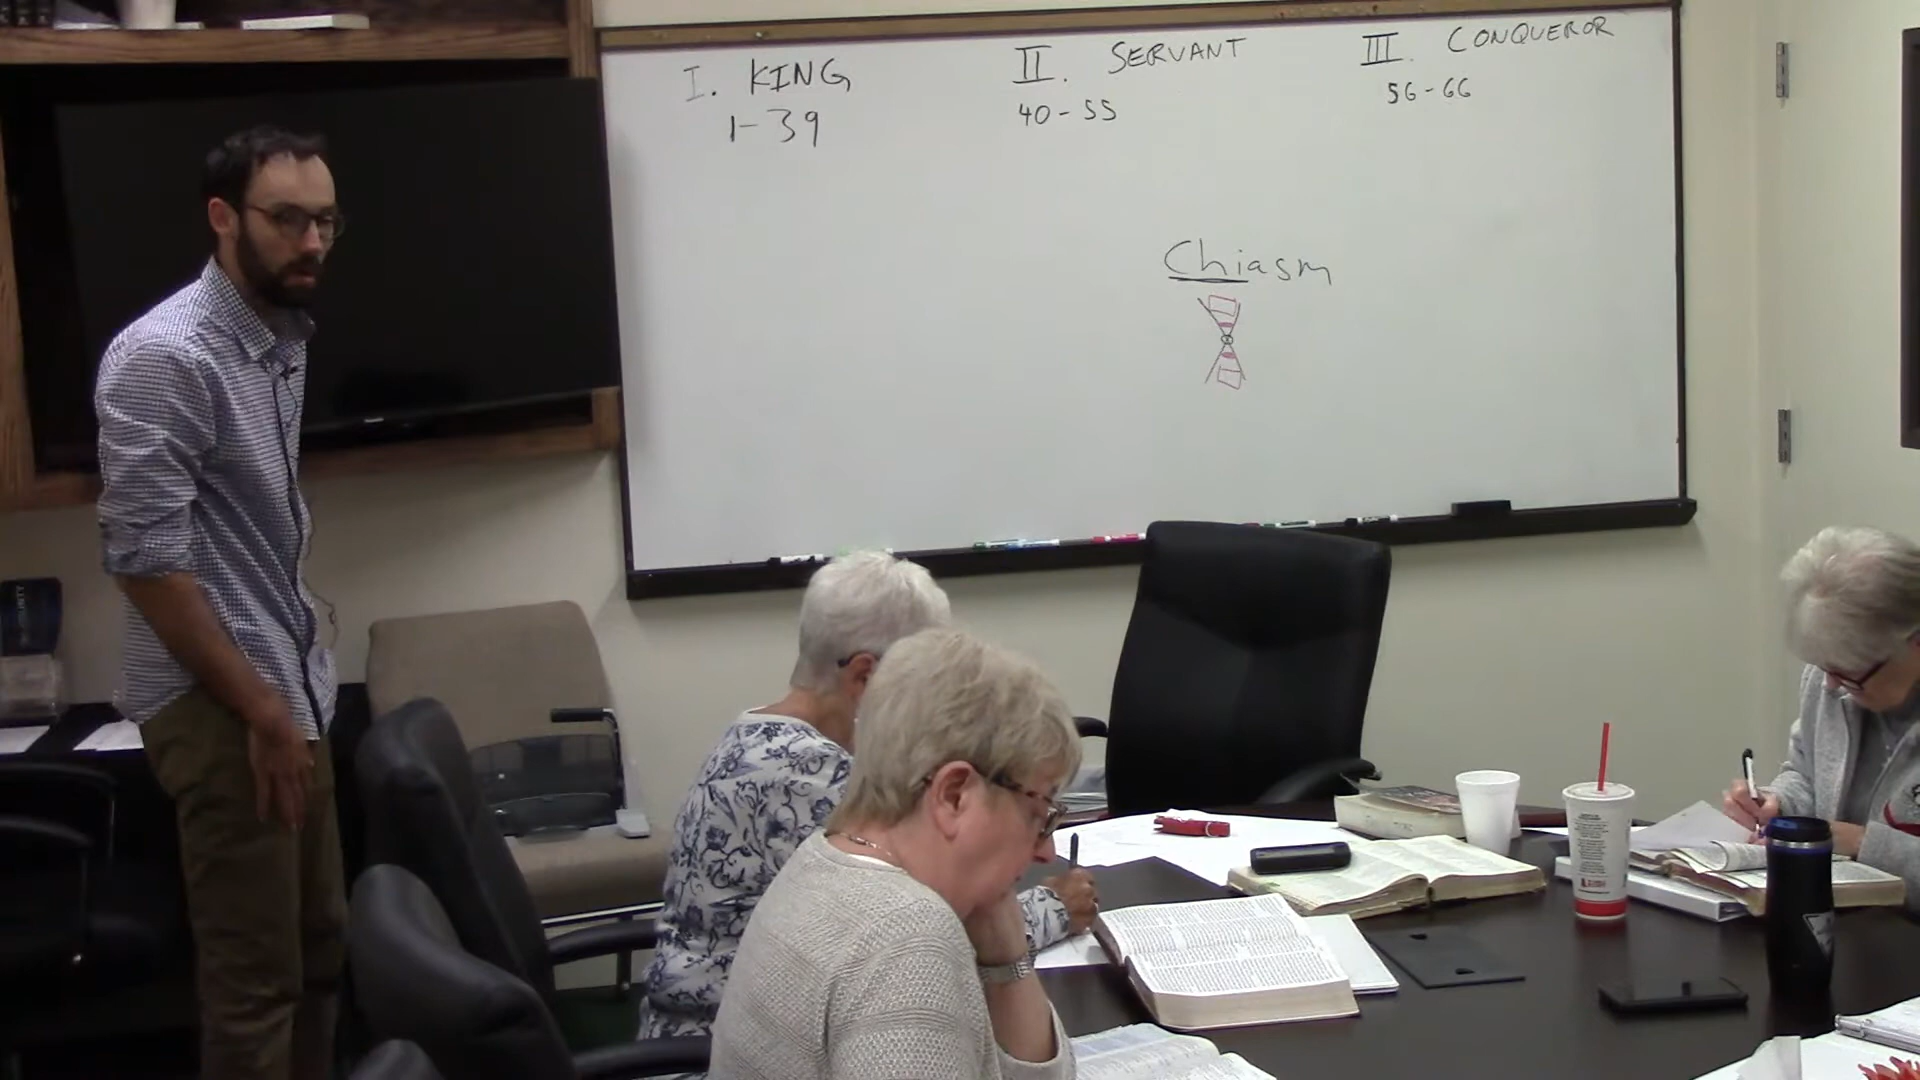 I. KING
1-39
II. SERVANT
40-55
III. CONQUEROR
56-66
Chiasm